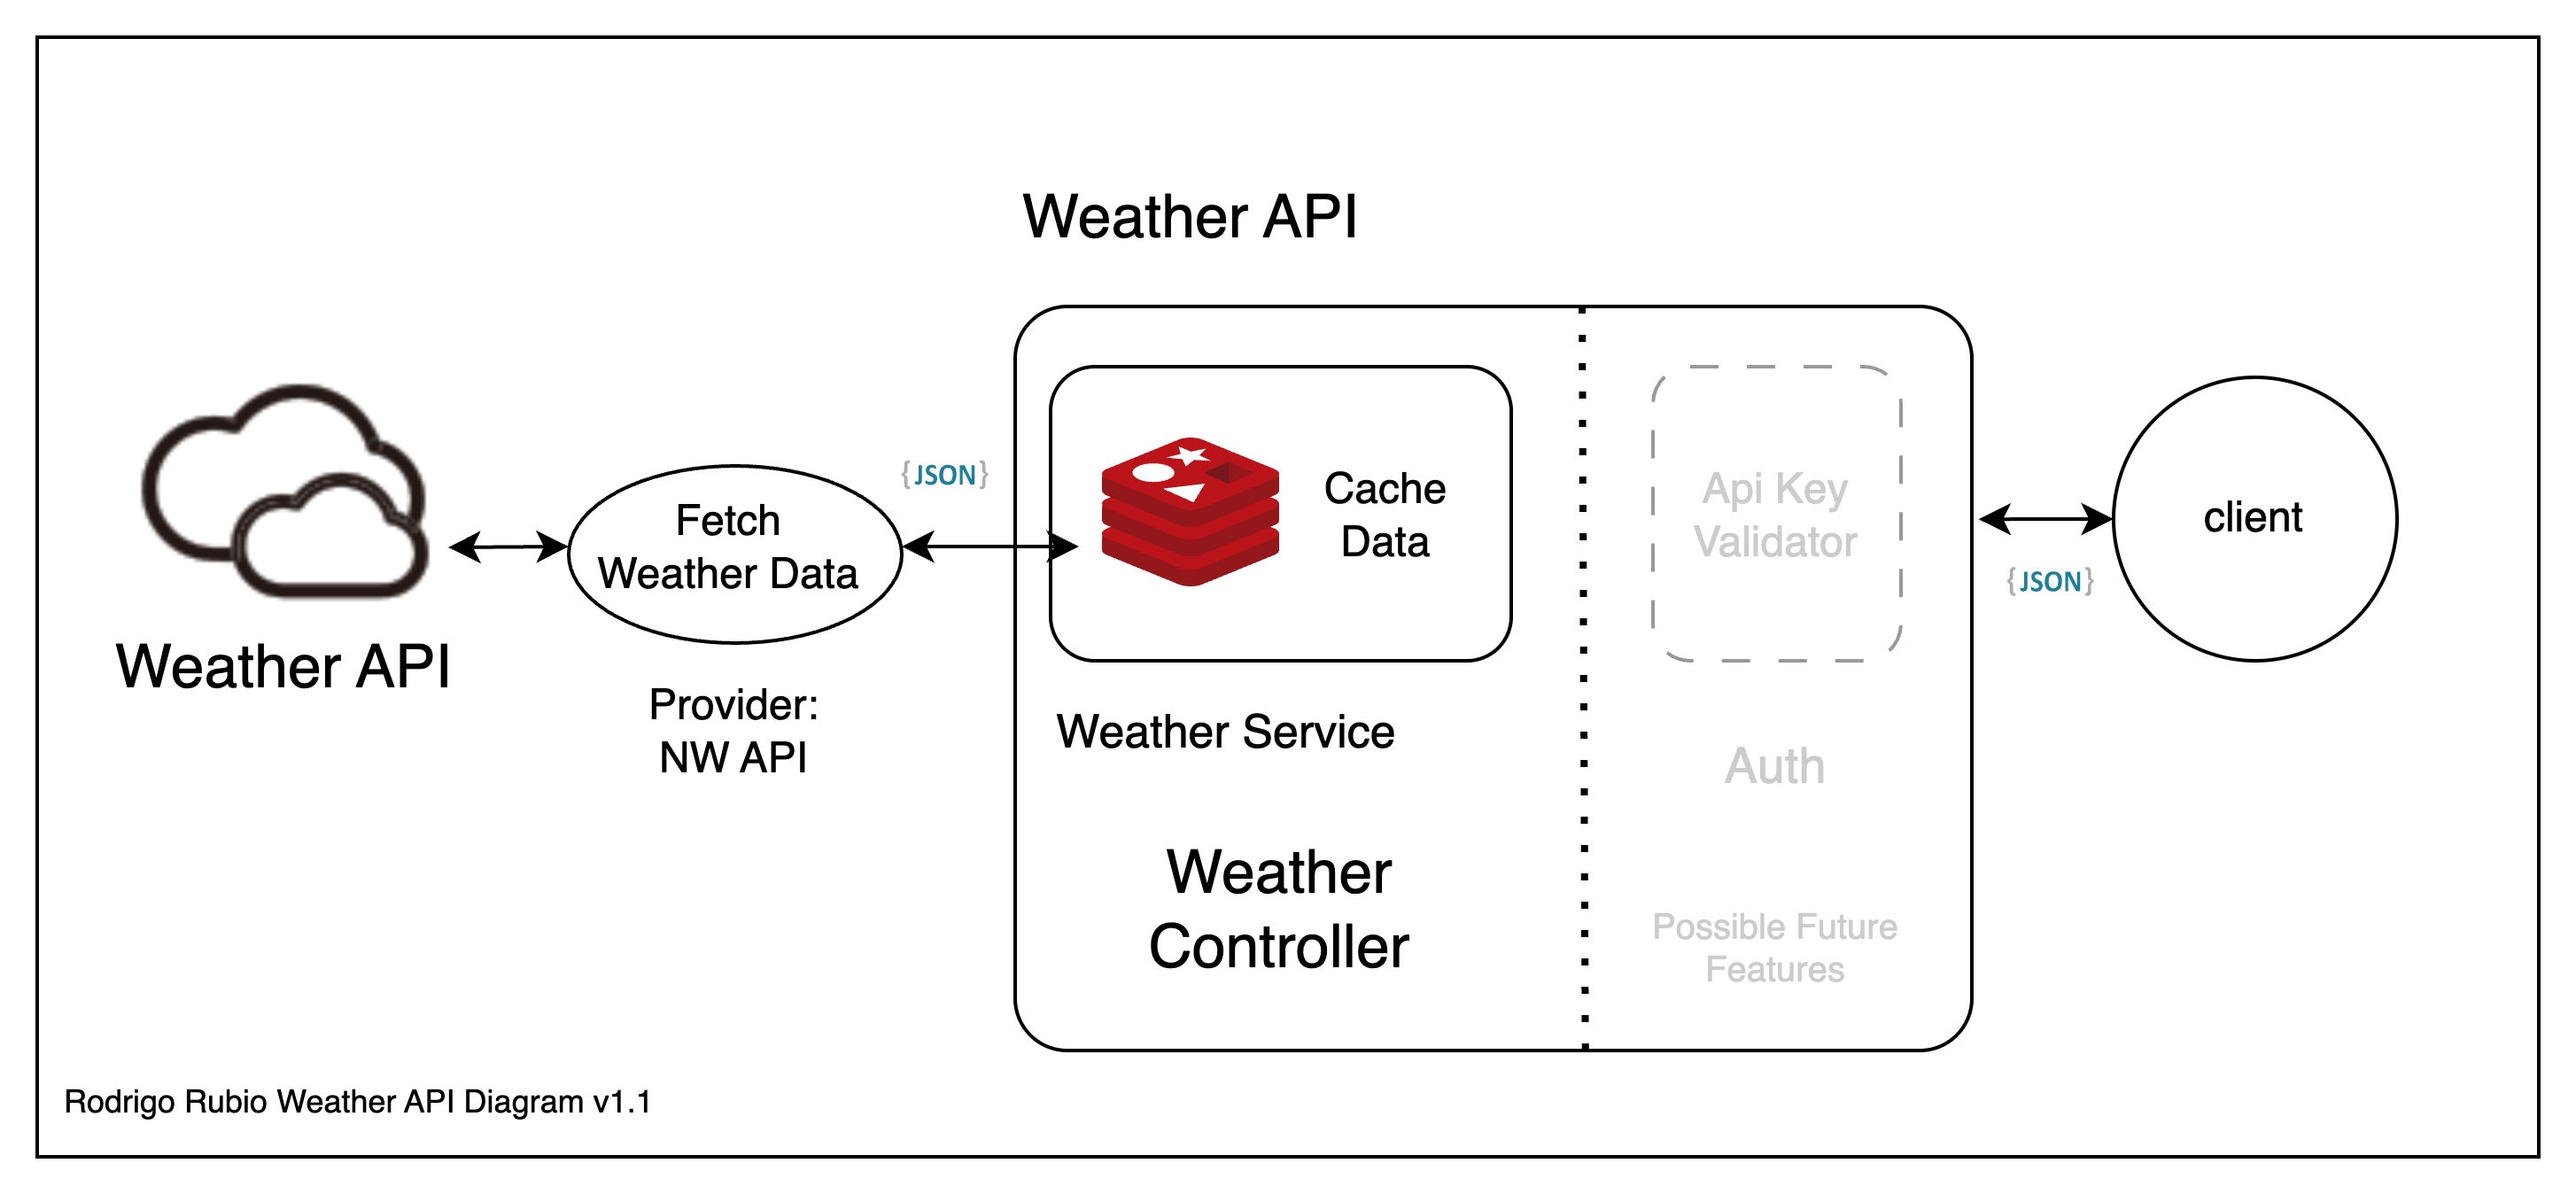 Weather API
Weather API
Fetch
Weather Data
Provider:
NW API
{JSON}
Cache
Data
Weather Service
Weather
Controller
Api Key
Validator
Auth
Possible Future
Features
{JSON}
client
Rodrigo Rubio Weather API Diagram v1.1